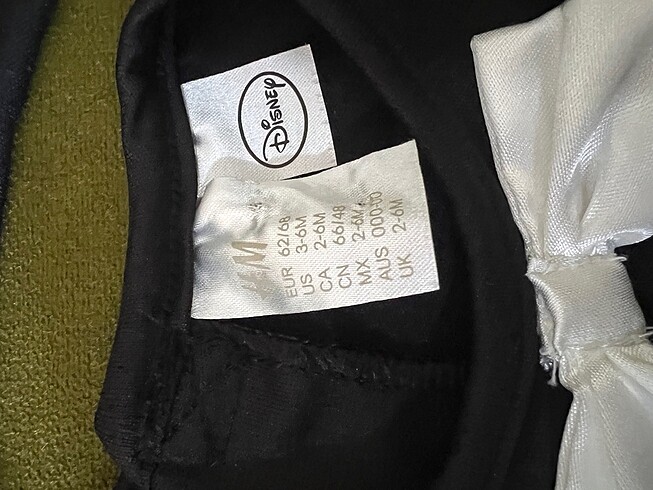 Disney
H&M
EUR 62/68
US 3-6M
CA 2-6M
CN 66/48
MX 2-6M
AUS 000-00
UK 2-6M